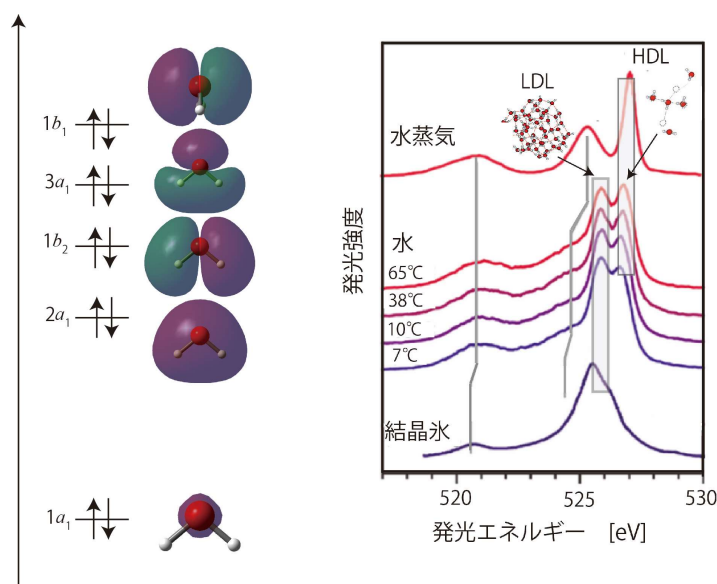 1b₁
3a₁
1b₂
2a₁
1a₁
LDL
HDL
水蒸気
水
65℃
38℃
10℃
7℃
結晶氷
発光強度
520
525
530
発光エネルギー [eV]